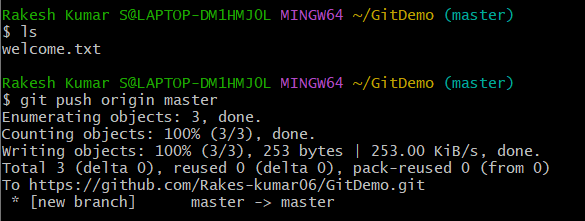 Rakesh Kumar S@LAPTOP-DM1HMJ0L MINGW64 ~/GitDemo (master)
$ ls
welcome.txt
Rakesh Kumar S@LAPTOP-DM1HMJ0L MINGW64 ~/GitDemo (master)
$ git push origin master
Enumerating objects: 3, done.
Counting objects: 100% (3/3), done.
Writing objects: 100% (3/3), 253 bytes | 253.00 KiB/s, done.
Total 3 (delta 0), reused 0 (delta 0), pack-reused 0 (from 0)
To https://github.com/Rakes-kumar06/GitDemo.git
 * [new branch]      master -> master